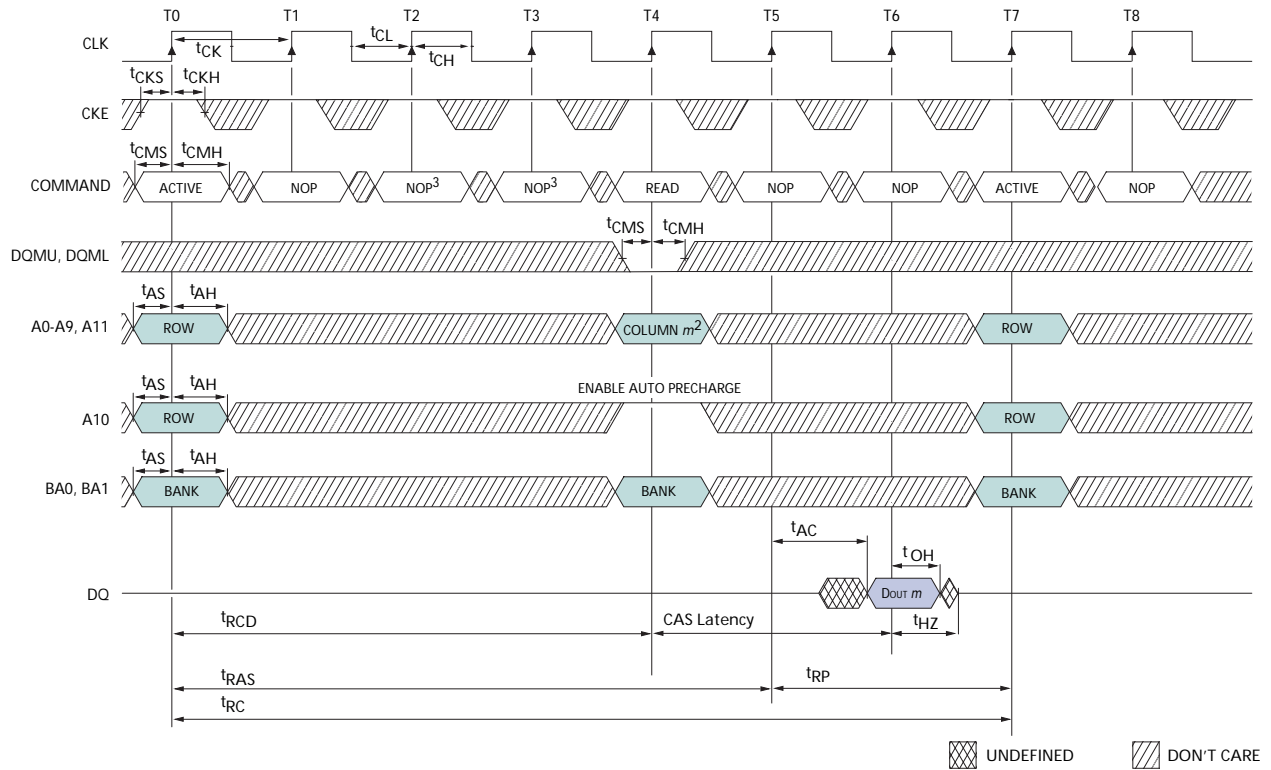 T0 T1 T2 T3 T4 T5 T6 T7 T8
CLK
tCK tCL tCH
tCKS tCKH
CKE
tCMS tCMH
COMMAND ACTIVE NOP NOP3 NOP3 READ NOP NOP ACTIVE NOP
tCMS tCMH
DQMU, DQML
tAS tAH
A0-A9, A11 ROW COLUMN m2 ROW
tAS tAH ENABLE AUTO PRECHARGE
A10 ROW ROW
tAS tAH
BA0, BA1 BANK BANK BANK
tAC
tOH
DQ DOUT m
tRCD CAS Latency tHZ
tRAS tRP
tRC
UNDEFINED DON'T CARE